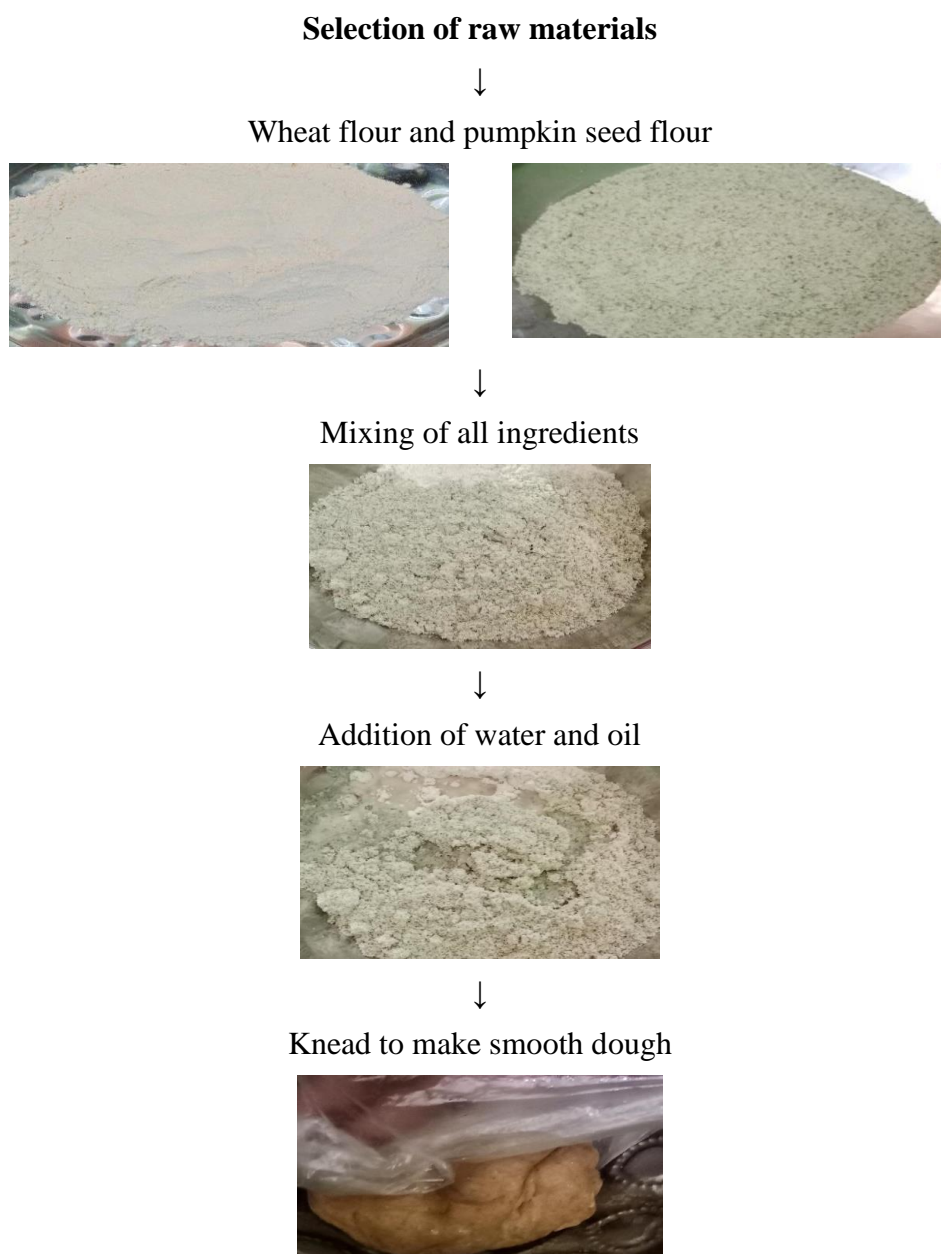 Selection of raw materials
↓
Wheat flour and pumpkin seed flour
↓
Mixing of all ingredients
↓
Addition of water and oil
↓
Knead to make smooth dough